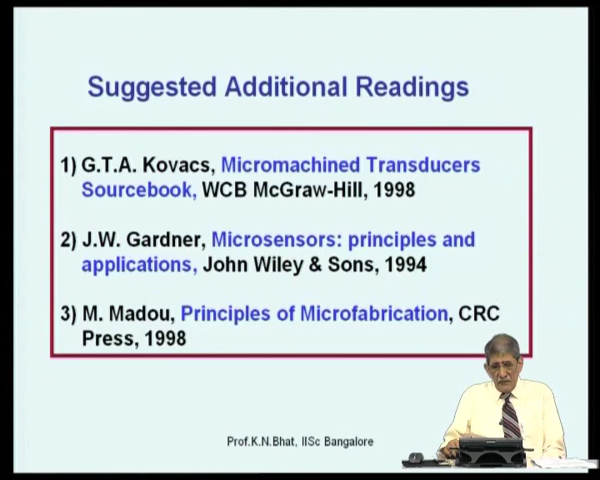 Suggested Additional Readings
1) G.T.A. Kovacs, Micromachined Transducers
Sourcebook, WCB McGraw-Hill, 1998
2) J.W. Gardner, Microsensors: principles and
applications, John Wiley & Sons, 1994
3) M. Madou, Principles of Microfabrication, CRC
Press, 1998
Prof.K.N.Bhat, IISc Bangalore